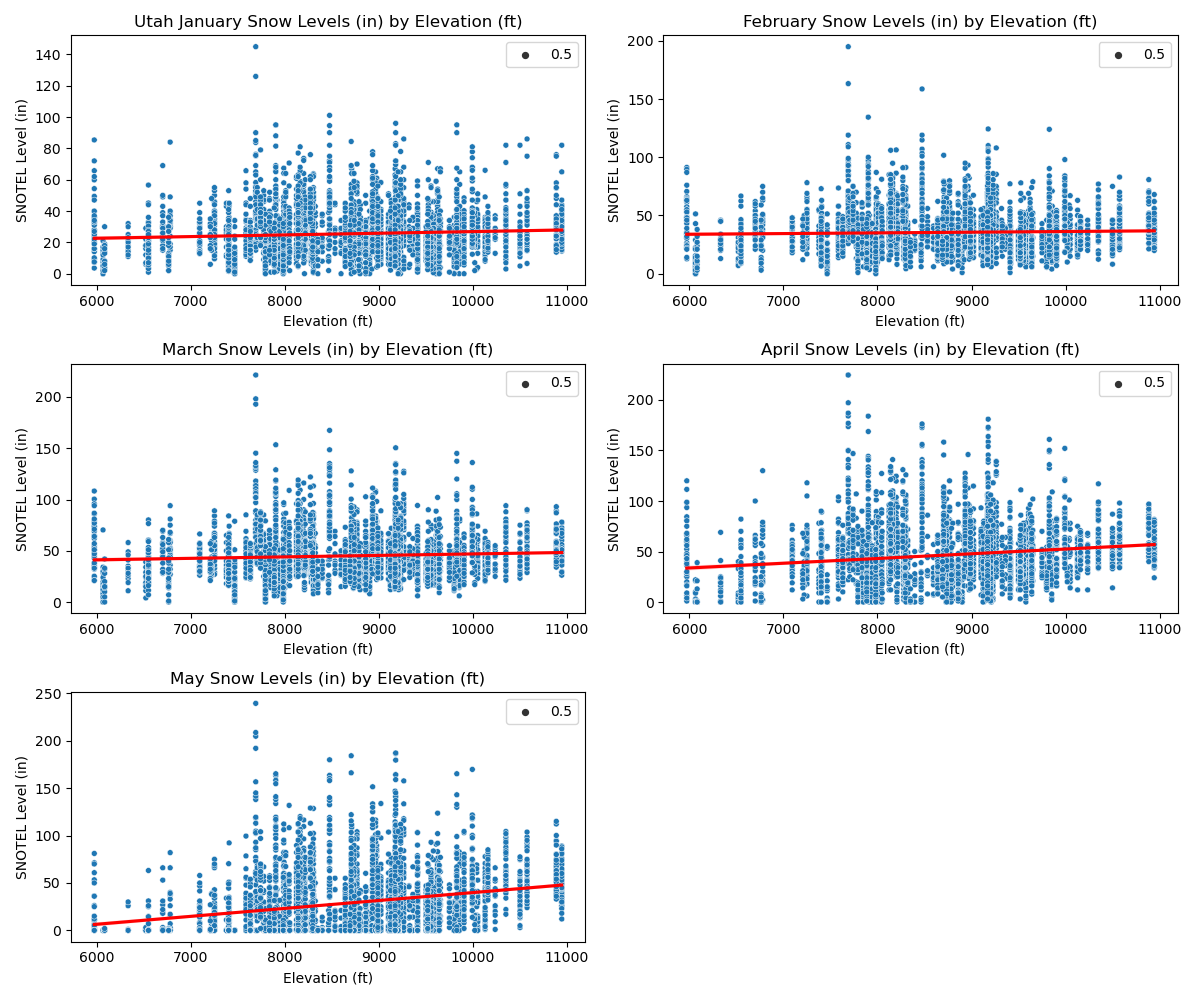 Utah January Snow Levels (in) by Elevation (ft)
SNOTEL Level (in)
140
120
100
80
60
40
20
0
0.5
6000 7000 8000 9000 10000 11000
Elevation (ft)
February Snow Levels (in) by Elevation (ft)
SNOTEL Level (in)
200
150
100
50
0
0.5
6000 7000 8000 9000 10000 11000
Elevation (ft)
March Snow Levels (in) by Elevation (ft)
SNOTEL Level (in)
200
150
100
50
0
0.5
6000 7000 8000 9000 10000 11000
Elevation (ft)
April Snow Levels (in) by Elevation (ft)
SNOTEL Level (in)
200
150
100
50
0
0.5
6000 7000 8000 9000 10000 11000
Elevation (ft)
May Snow Levels (in) by Elevation (ft)
SNOTEL Level (in)
250
200
150
100
50
0
0.5
6000 7000 8000 9000 10000 11000
Elevation (ft)